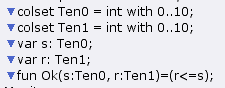 colset Ten0 = int with 0..10;
colset Ten1 = int with 0..10;
var s: Ten0;
var r: Ten1;
fun Ok(s:Ten0, r:Ten1)=(r<=s);